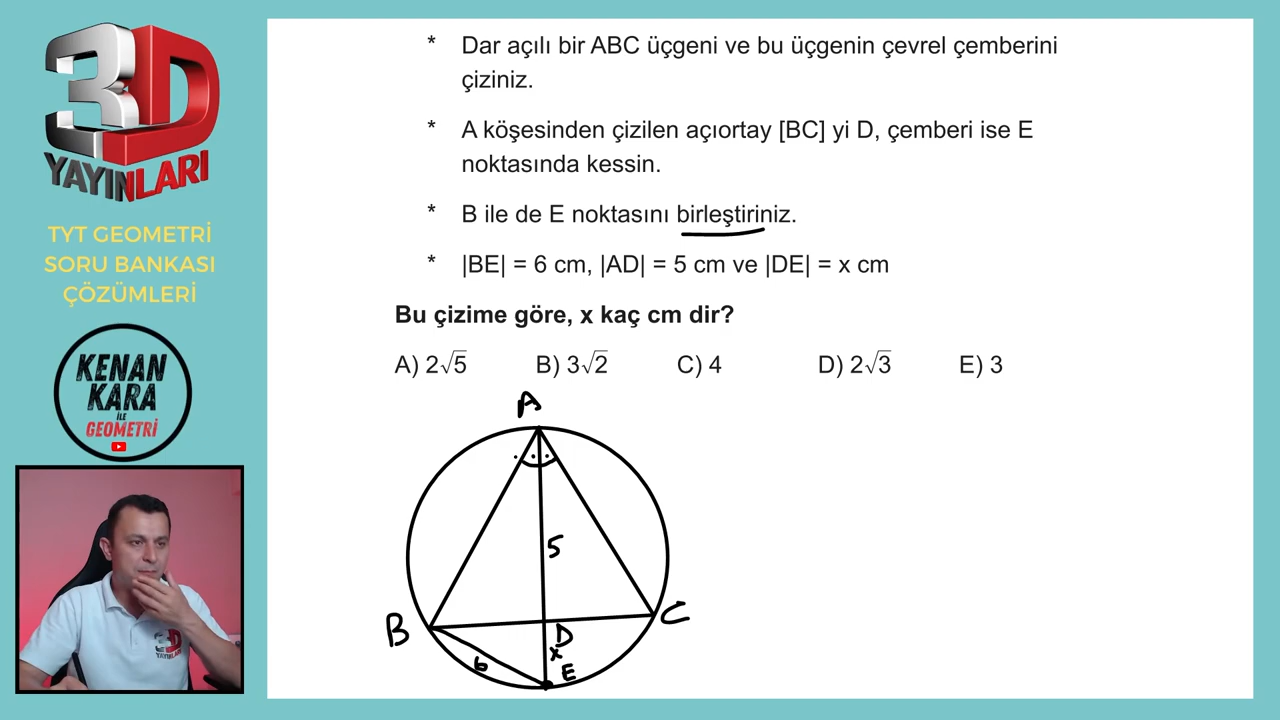 3D
YAYINLARI
TYT GEOMETRİ
SORU BANKASI
ÇÖZÜMLERİ
KENAN
KARA
İLE
GEOMETRİ
3D
YAYINLARI
* Dar açılı bir ABC üçgeni ve bu üçgenin çevrel çemberini
çiziniz.
* A köşesinden çizilen açıortay [BC] yi D, çemberi ise E
noktasında kessin.
* B ile de E noktasını birleştiriniz.
* |BE| = 6 cm, |AD| = 5 cm ve |DE| = x cm
Bu çizime göre, x kaç cm dir?
A) 2√5 B) 3√2 C) 4 D) 2√3 E) 3
A
5
B
C
D
x
6
E